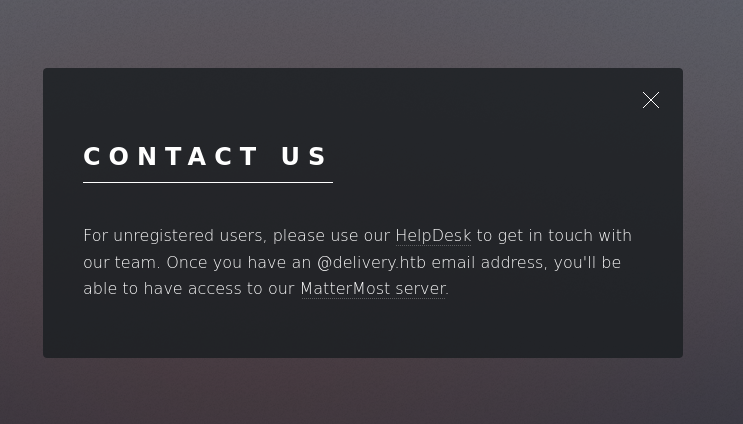 CONTACT US
For unregistered users, please use our HelpDesk to get in touch with
our team. Once you have an @delivery.htb email address, you'll be
able to have access to our MatterMost server.